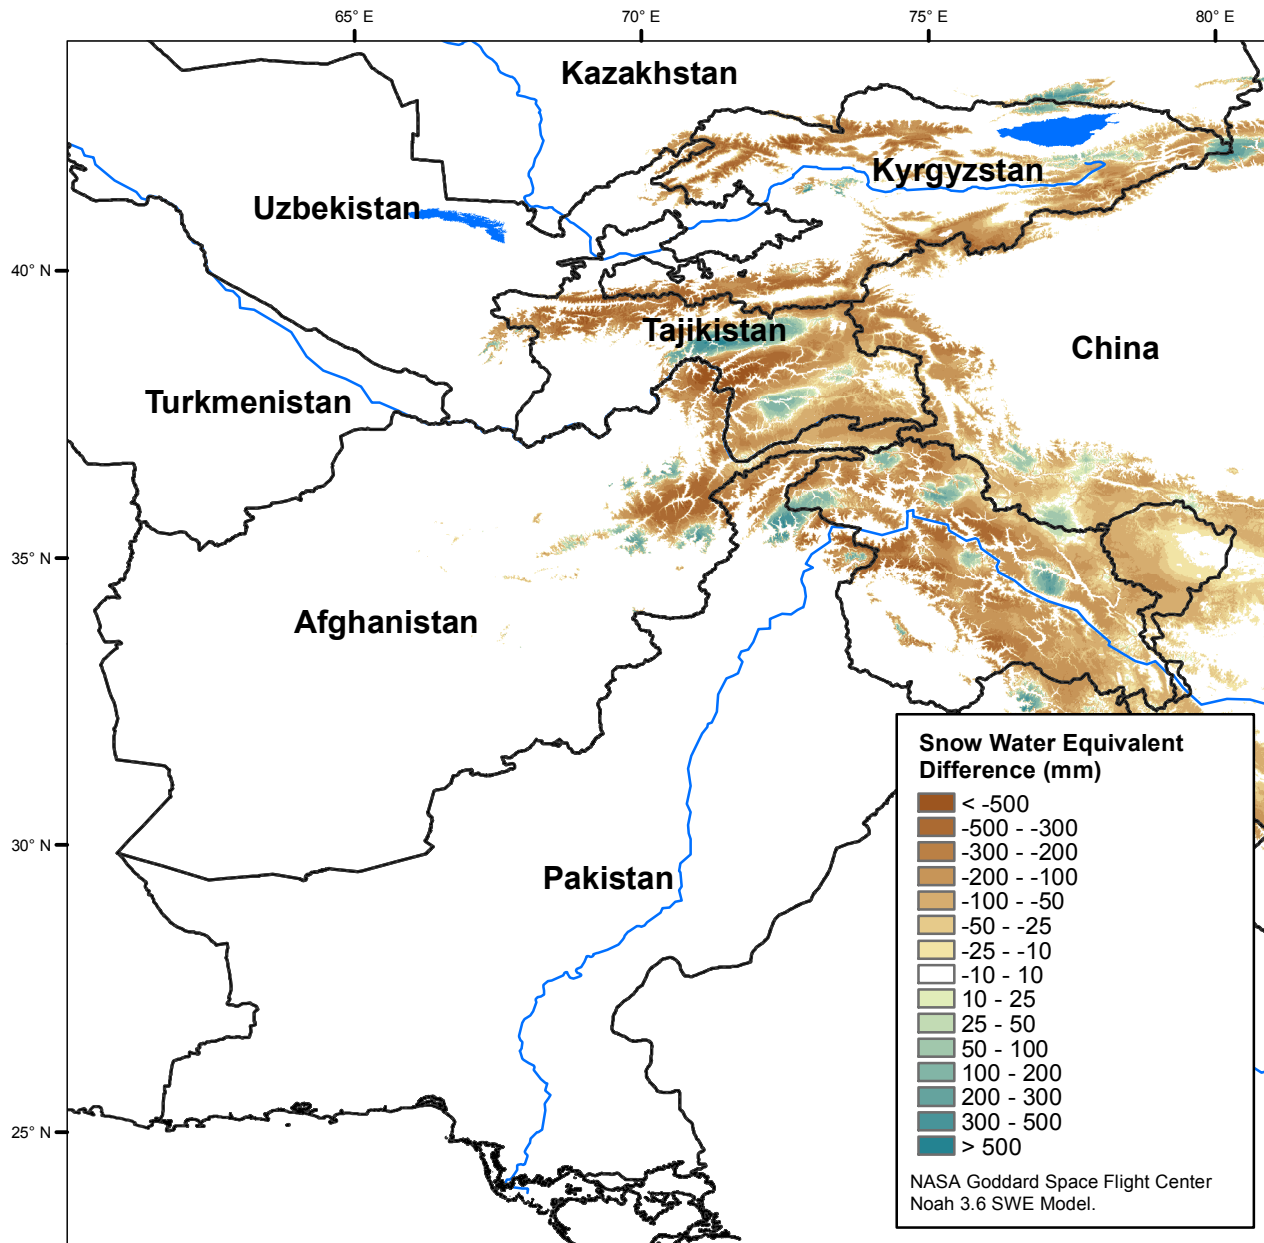 65° E
70° E
75° E
80° E
Kazakhstan
Kyrgyzstan
Uzbekistan
40° N
Tajikistan
China
Turkmenistan
35° N
Afghanistan
Snow Water Equivalent
Difference (mm)
< -500
-500 - -300
-300 - -200
-200 - -100
-100 - -50
-50 - -25
-25 - -10
-10 - 10
10 - 25
25 - 50
50 - 100
100 - 200
200 - 300
300 - 500
> 500
30° N
Pakistan
25° N
NASA Goddard Space Flight Center
Noah 3.6 SWE Model.